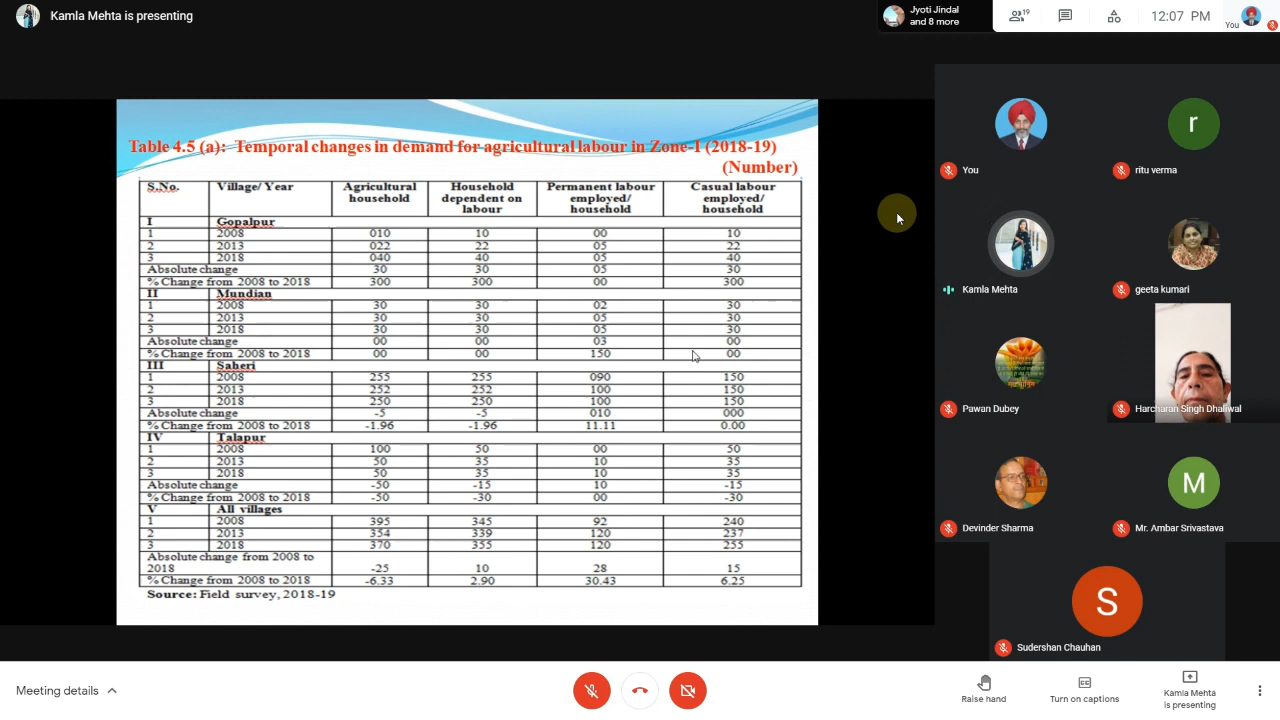 Kamla Mehta is presenting
Jyoti Jindal
and 8 more
19
12:07 PM
You
Table 4.5 (a): Temporal changes in demand for agricultural labour in Zone-I (2018-19)
(Number)
S.No. Village/ Year Agricultural household Household dependent on labour Permanent labour employed/ household Casual labour employed/ household
I Gopalpur
1 2008 010 10 00 10
2 2013 022 22 05 22
3 2018 040 40 05 40
Absolute change 30 30 05 30
% Change from 2008 to 2018 300 300 00 300
II Mundian
1 2008 30 30 02 30
2 2013 30 30 05 30
3 2018 30 30 05 30
Absolute change 00 00 03 00
% Change from 2008 to 2018 00 00 150 00
III Saheri
1 2008 255 255 090 150
2 2013 252 252 100 150
3 2018 250 250 100 150
Absolute change -5 -5 010 000
% Change from 2008 to 2018 -1.96 -1.96 11.11 0.00
IV Talapur
1 2008 100 50 00 50
2 2013 50 35 10 35
3 2018 50 35 10 35
Absolute change -50 -15 10 -15
% Change from 2008 to 2018 -50 -30 00 -30
V All villages
1 2008 395 345 92 240
2 2013 354 339 120 237
3 2018 370 355 120 255
Absolute change from 2008 to 2018 -25 10 28 15
% Change from 2008 to 2018 -6.33 2.90 30.43 6.25
Source: Field survey, 2018-19
You
r
ritu verma
Kamla Mehta
geeta kumari
Pawan Dubey
Harcharan Singh Dhaliwal
Devinder Sharma
M
Mr. Ambar Srivastava
S
Sudershan Chauhan
Meeting details
Raise hand
Turn on captions
Kamla Mehta
is presenting